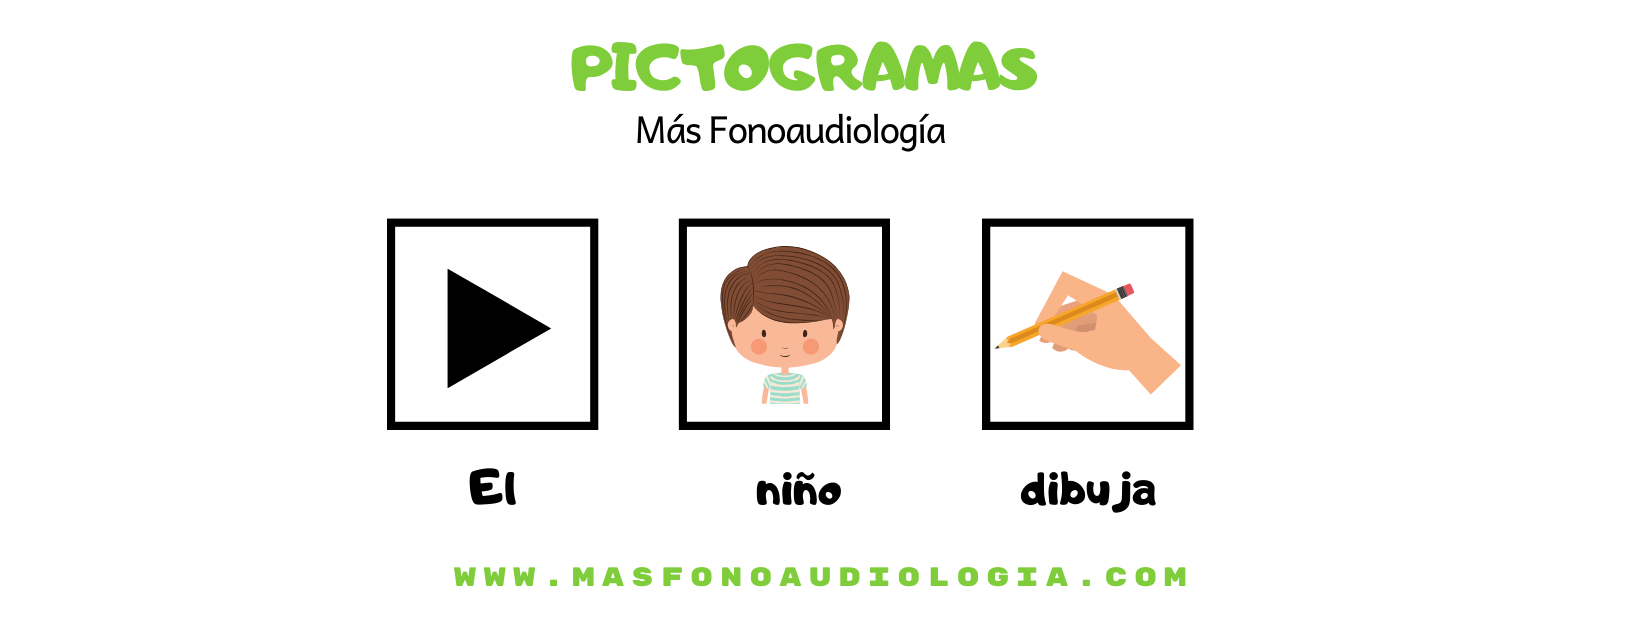 PICTOGRAMAS
Más Fonoaudiología
El niño dibuja
WWW.MASFONOAUDIOLOGIA.COM